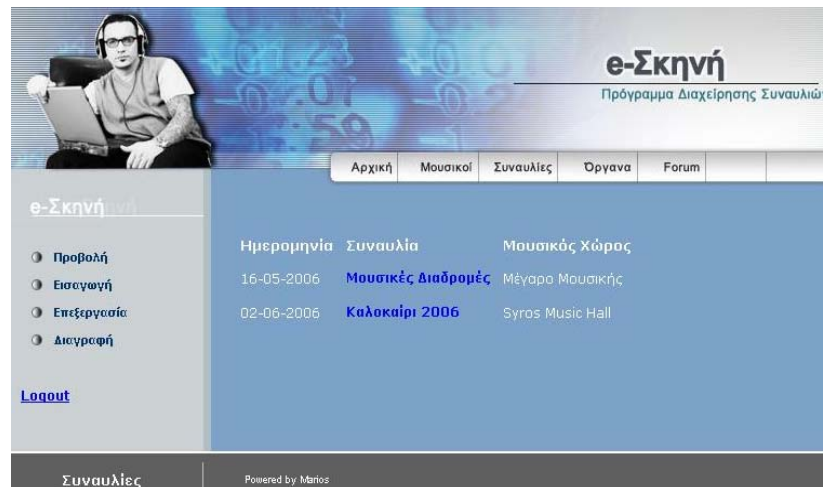 e-Σκηνή
Πρόγραμμα Διαχείρησης Συναυλιών
Αρχική Μουσικοί Συναυλίες Όργανα Forum
e-Σκηνή
Προβολή
Εισαγωγή
Επεξεργασία
Διαγραφή
Logout
Ημερομηνία Συναυλία Μουσικός Χώρος
16-05-2006 Μουσικές Διαδρομές Μέγαρο Μουσικής
02-06-2006 Καλοκαίρι 2006 Syros Music Hall
Συναυλίες Powered by Marios